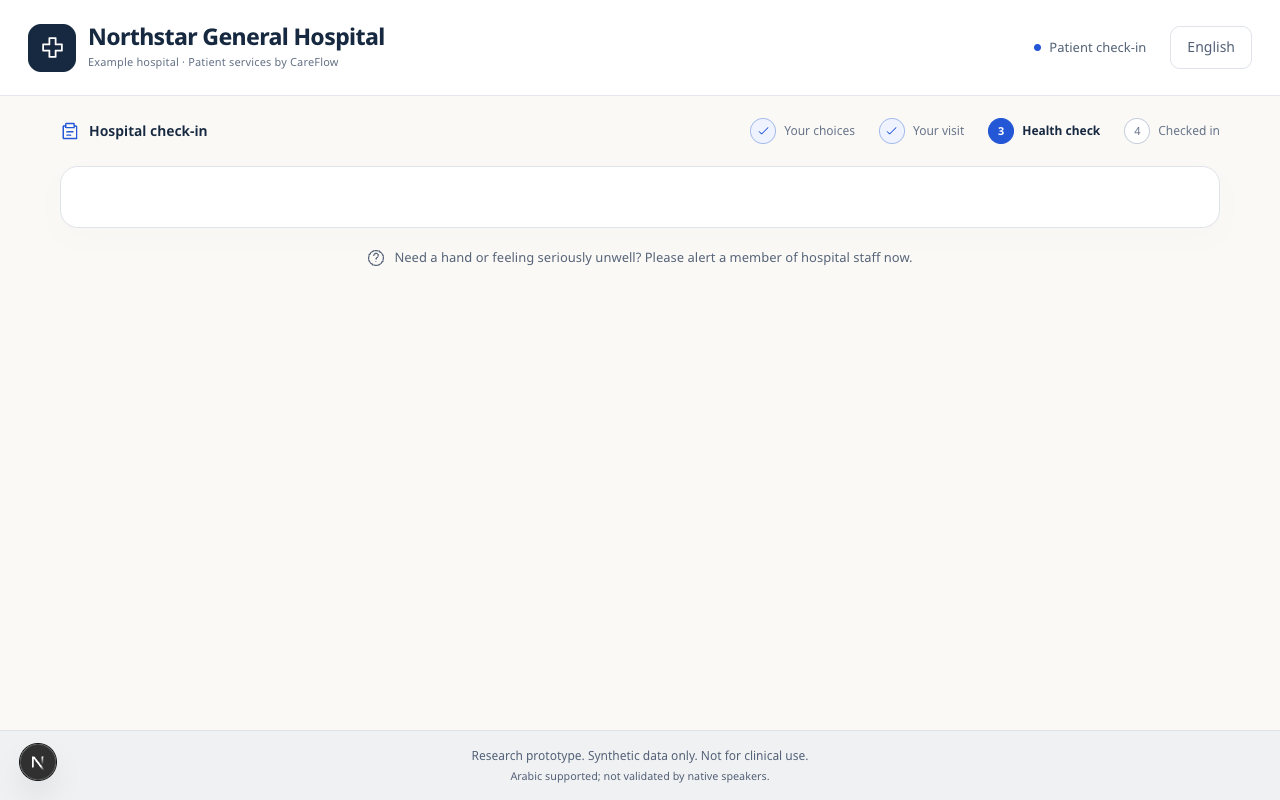 Northstar General Hospital
Example hospital · Patient services by CareFlow
Patient check-in
English
Hospital check-in
Your choices
Your visit
3 Health check
4 Checked in
Need a hand or feeling seriously unwell? Please alert a member of hospital staff now.
Research prototype. Synthetic data only. Not for clinical use.
Arabic supported; not validated by native speakers.
N